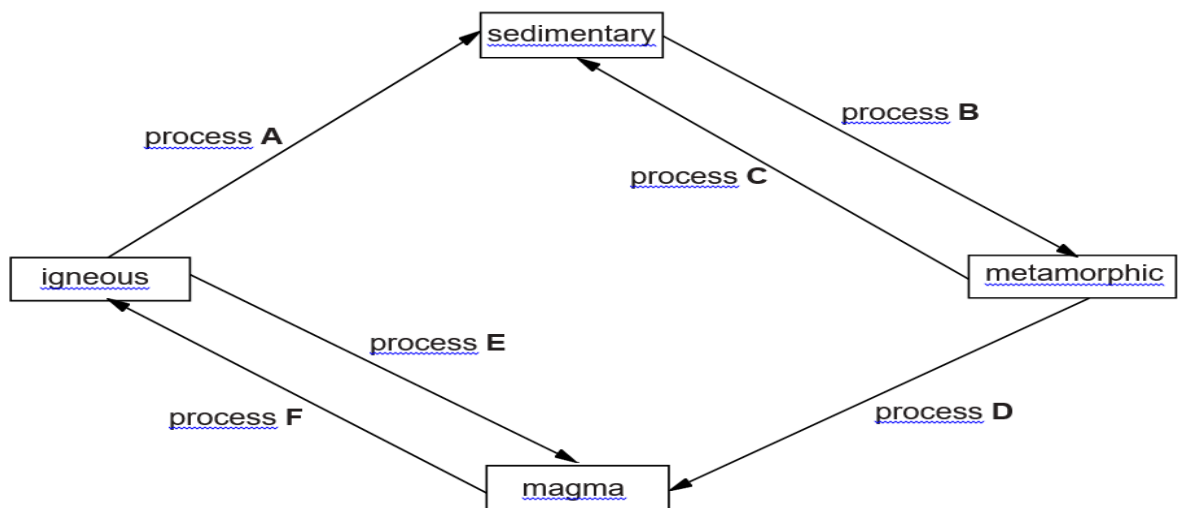 sedimentary
process B
process A
process C
igneous
metamorphic
process E
process F
process D
magma